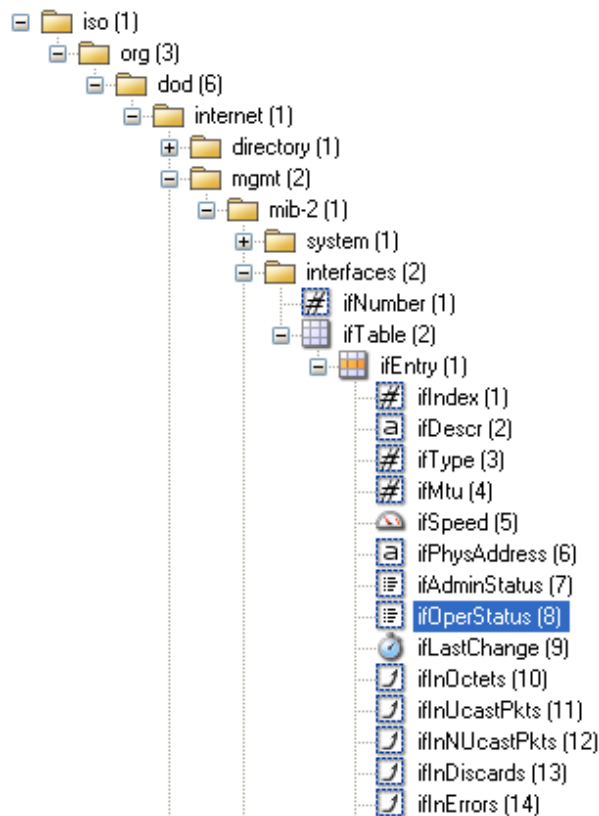 iso (1)
org (3)
dod (6)
internet (1)
directory (1)
mgmt (2)
mib-2 (1)
system (1)
interfaces (2)
ifNumber (1)
ifTable (2)
ifEntry (1)
ifIndex (1)
ifDescr (2)
ifType (3)
ifMtu (4)
ifSpeed (5)
ifPhysAddress (6)
ifAdminStatus (7)
ifOperStatus (8)
ifLastChange (9)
ifInOctets (10)
ifInUcastPkts (11)
ifInNUcastPkts (12)
ifInDiscards (13)
ifInErrors (14)